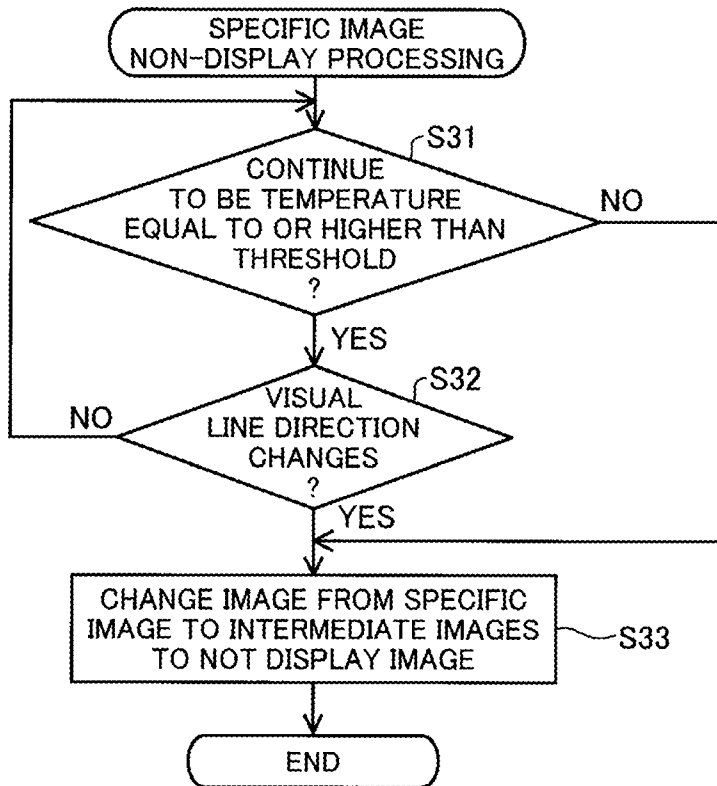 SPECIFIC IMAGE
NON-DISPLAY PROCESSING
S31
CONTINUE
TO BE TEMPERATURE
EQUAL TO OR HIGHER THAN
THRESHOLD
?
NO
YES
S32
VISUAL
LINE DIRECTION
CHANGES
?
NO
YES
CHANGE IMAGE FROM SPECIFIC
IMAGE TO INTERMEDIATE IMAGES
TO NOT DISPLAY IMAGE
S33
END